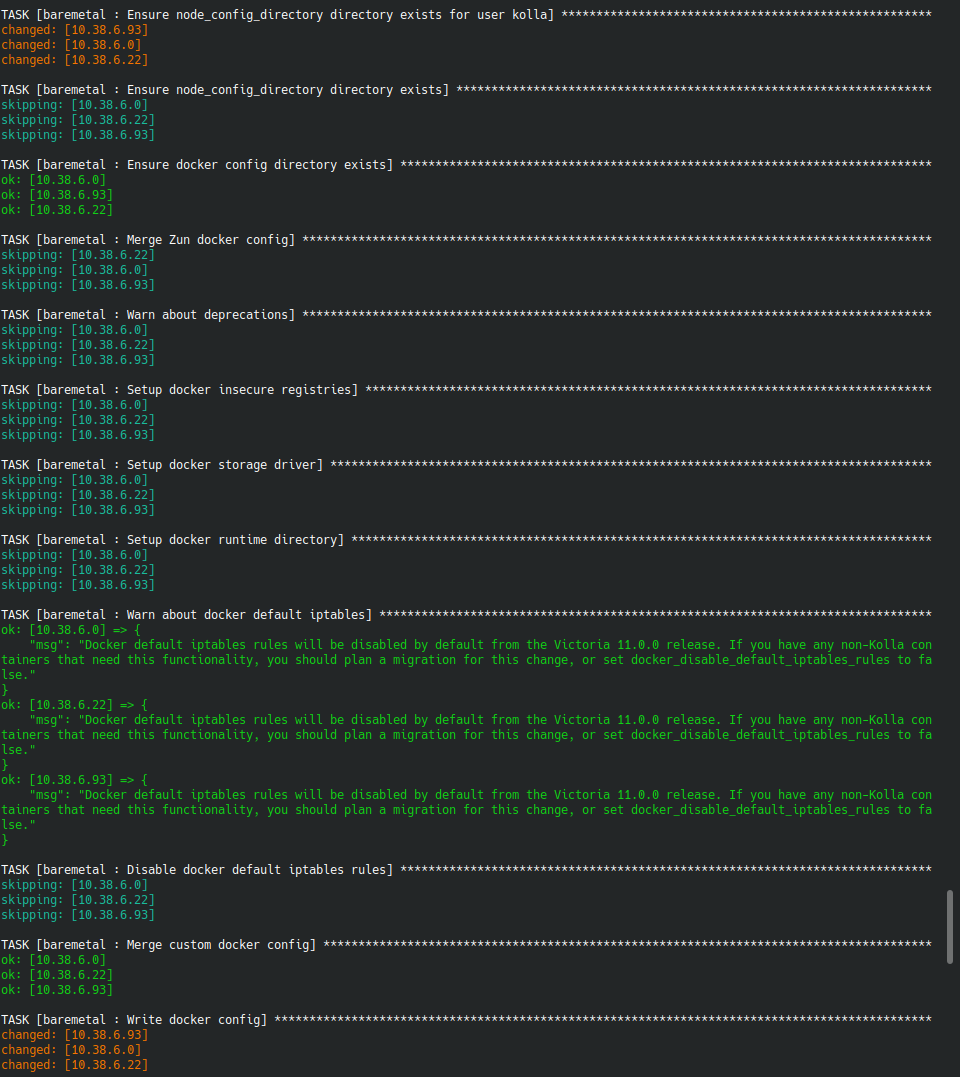 TASK [baremetal : Ensure node_config_directory directory exists for user kolla] *****************************************************
changed: [10.38.6.93]
changed: [10.38.6.0]
changed: [10.38.6.22]
TASK [baremetal : Ensure node_config_directory directory exists] ********************************************************************
skipping: [10.38.6.0]
skipping: [10.38.6.22]
skipping: [10.38.6.93]
TASK [baremetal : Ensure docker config directory exists] ****************************************************************************
ok: [10.38.6.0]
ok: [10.38.6.93]
ok: [10.38.6.22]
TASK [baremetal : Merge Zun docker config] ******************************************************************************************
skipping: [10.38.6.22]
skipping: [10.38.6.0]
skipping: [10.38.6.93]
TASK [baremetal : Warn about deprecations] ******************************************************************************************
skipping: [10.38.6.0]
skipping: [10.38.6.22]
skipping: [10.38.6.93]
TASK [baremetal : Setup docker insecure registries] *********************************************************************************
skipping: [10.38.6.0]
skipping: [10.38.6.22]
skipping: [10.38.6.93]
TASK [baremetal : Setup docker storage driver] **************************************************************************************
skipping: [10.38.6.0]
skipping: [10.38.6.22]
skipping: [10.38.6.93]
TASK [baremetal : Setup docker runtime directory] ***********************************************************************************
skipping: [10.38.6.0]
skipping: [10.38.6.22]
skipping: [10.38.6.93]
TASK [baremetal : Warn about docker default iptables] *******************************************************************************
ok: [10.38.6.0] => {
    "msg": "Docker default iptables rules will be disabled by default from the Victoria 11.0.0 release. If you have any non-Kolla con
tainers that need this functionality, you should plan a migration for this change, or set docker_disable_default_iptables_rules to fa
lse."
}
ok: [10.38.6.22] => {
    "msg": "Docker default iptables rules will be disabled by default from the Victoria 11.0.0 release. If you have any non-Kolla con
tainers that need this functionality, you should plan a migration for this change, or set docker_disable_default_iptables_rules to fa
lse."
}
ok: [10.38.6.93] => {
    "msg": "Docker default iptables rules will be disabled by default from the Victoria 11.0.0 release. If you have any non-Kolla con
tainers that need this functionality, you should plan a migration for this change, or set docker_disable_default_iptables_rules to fa
lse."
}
TASK [baremetal : Disable docker default iptables rules] ****************************************************************************
skipping: [10.38.6.0]
skipping: [10.38.6.22]
skipping: [10.38.6.93]
TASK [baremetal : Merge custom docker config] ***************************************************************************************
ok: [10.38.6.0]
ok: [10.38.6.22]
ok: [10.38.6.93]
TASK [baremetal : Write docker config] **********************************************************************************************
changed: [10.38.6.93]
changed: [10.38.6.0]
changed: [10.38.6.22]